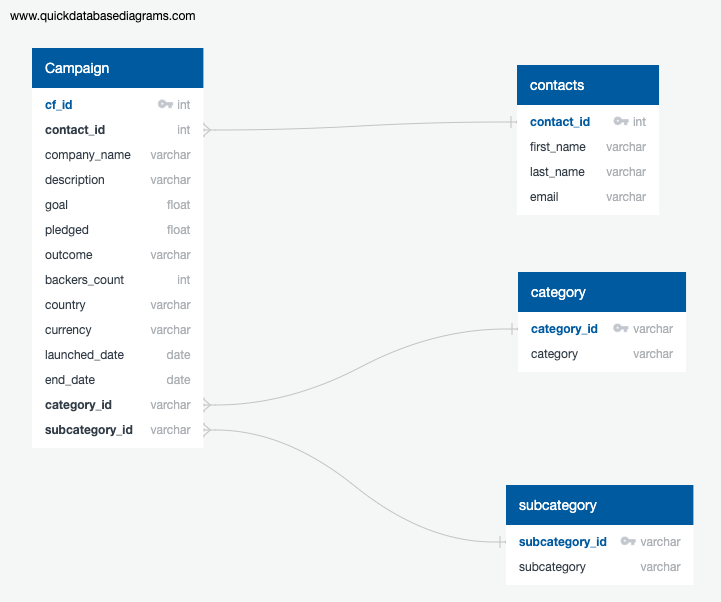 www.quickdatabasediagrams.com
Campaign
cf_id int
contact_id int
company_name varchar
description varchar
goal float
pledged float
outcome varchar
backers_count int
country varchar
currency varchar
launched_date date
end_date date
category_id varchar
subcategory_id varchar
contacts
contact_id int
first_name varchar
last_name varchar
email varchar
category
category_id varchar
category varchar
subcategory
subcategory_id varchar
subcategory varchar